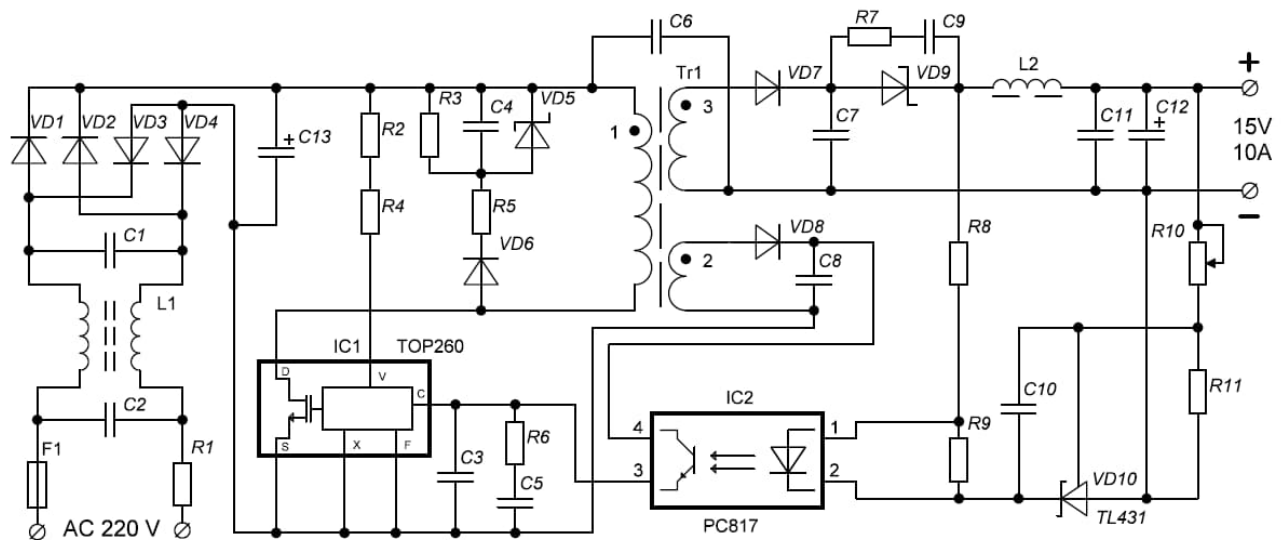 C6
R7
C9
L2
+
Tr1
VD7
VD9
VD1
VD2
VD3
VD4
C13
+
R2
R3
C4
VD5
1
3
C7
C11
C12
+
15V
10A
R4
R5
VD6
–
C1
L1
VD8
2
C8
R8
R10
IC1
TOP260
D
V
C
S
X
F
C2
F1
R1
AC 220 V
C3
R6
C5
IC2
4
3
1
2
PC817
R9
C10
R11
VD10
TL431